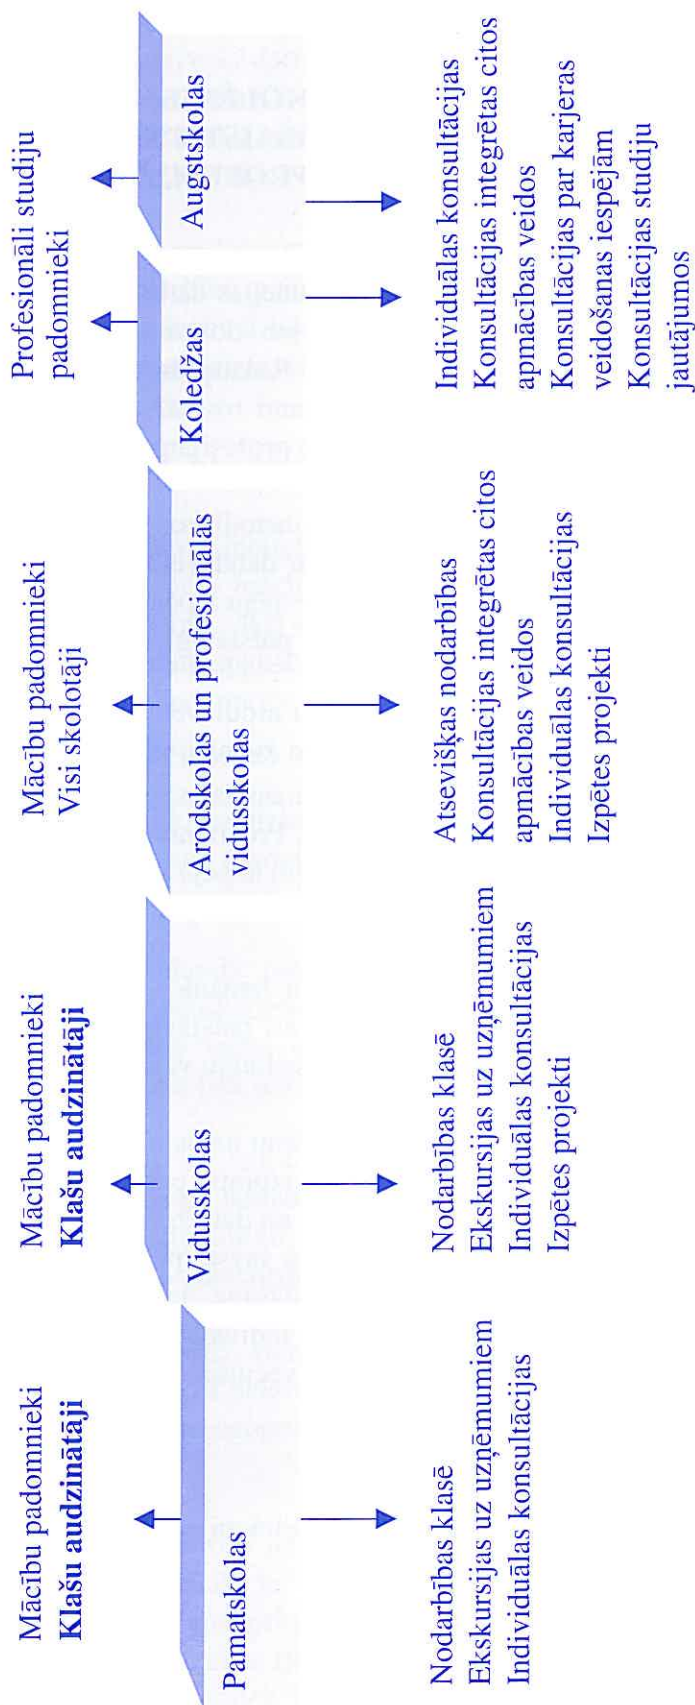 Mācību padomnieki
Klašu audzinātāji
Pamatskolas
Nodarbības klasē
Ekskursijas uz uzņēmumiem
Individuālas konsultācijas
Mācību padomnieki
Klašu audzinātāji
Vidusskolas
Nodarbības klasē
Ekskursijas uz uzņēmumiem
Individuālas konsultācijas
Izpētes projekti
Mācību padomnieki
Visi skolotāji
Arodskolas un profesionālās
vidusskolas
Atsevišķas nodarbības
Konsultācijas integrētas citos
apmācības veidos
Individuālas konsultācijas
Izpētes projekti
Profesionāli studiju
padomnieki
Koledžas
Augstskolas
Individuālas konsultācijas
Konsultācijas integrētas citos
apmācības veidos
Konsultācijas par karjeras
veidošanas iespējām
Konsultācijas studiju
jautājumos